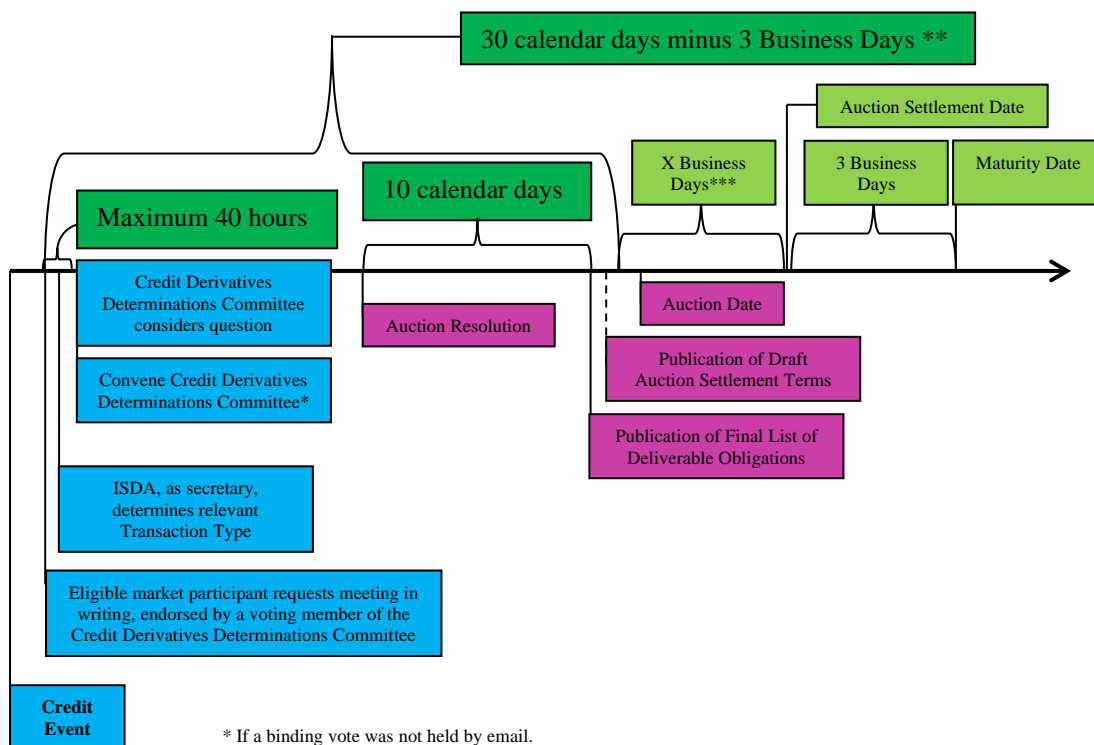 30 calendar days minus 3 Business Days **
Auction Settlement Date
X Business
Days***
3 Business
Days
Maturity Date
10 calendar days
Maximum 40 hours
Credit Derivatives
Determinations Committee
considers question
Auction Resolution
Auction Date
Convene Credit Derivatives
Determinations Committee*
Publication of Draft
Auction Settlement Terms
Publication of Final List of
Deliverable Obligations
ISDA, as secretary,
determines relevant
Transaction Type
Eligible market participant requests meeting in
writing, endorsed by a voting member of the
Credit Derivatives Determinations Committee
Credit
Event
* If a binding vote was not held by email.